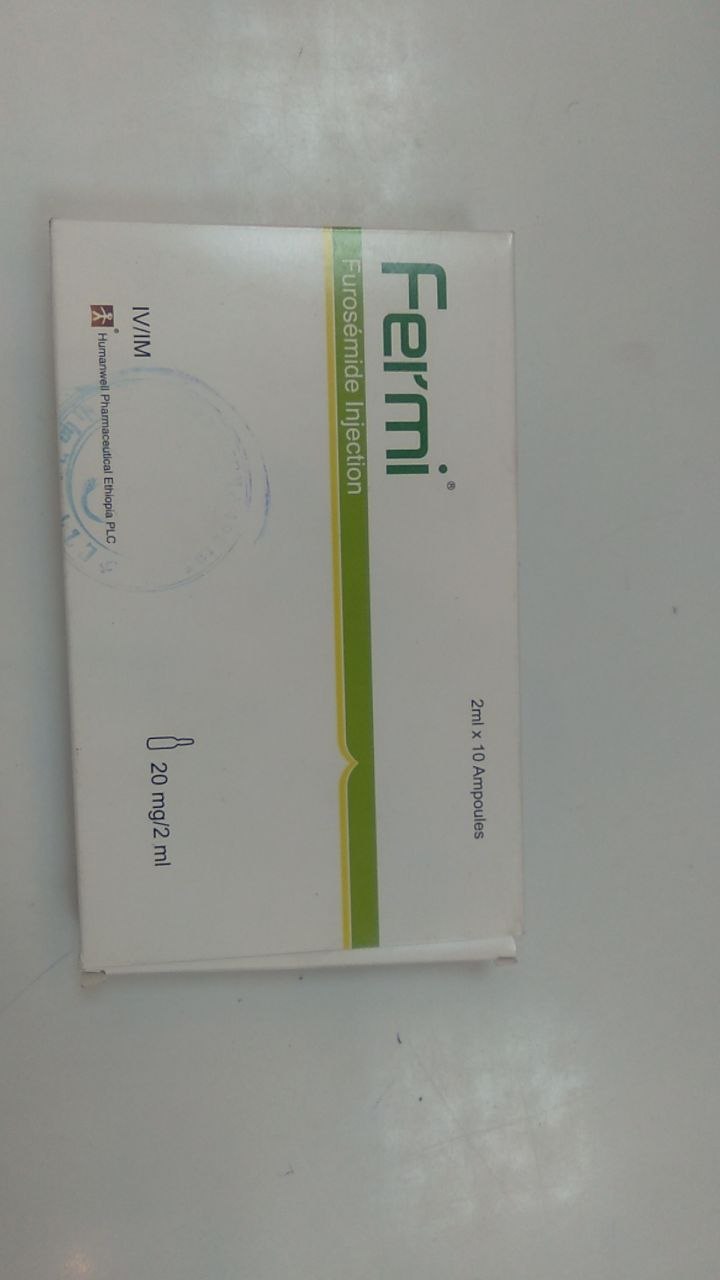 Fermi®
Furosémide Injection
2ml x 10 Ampoules
IV/IM
Humanwell Pharmaceutical Ethiopia PLC
20 mg/2 ml